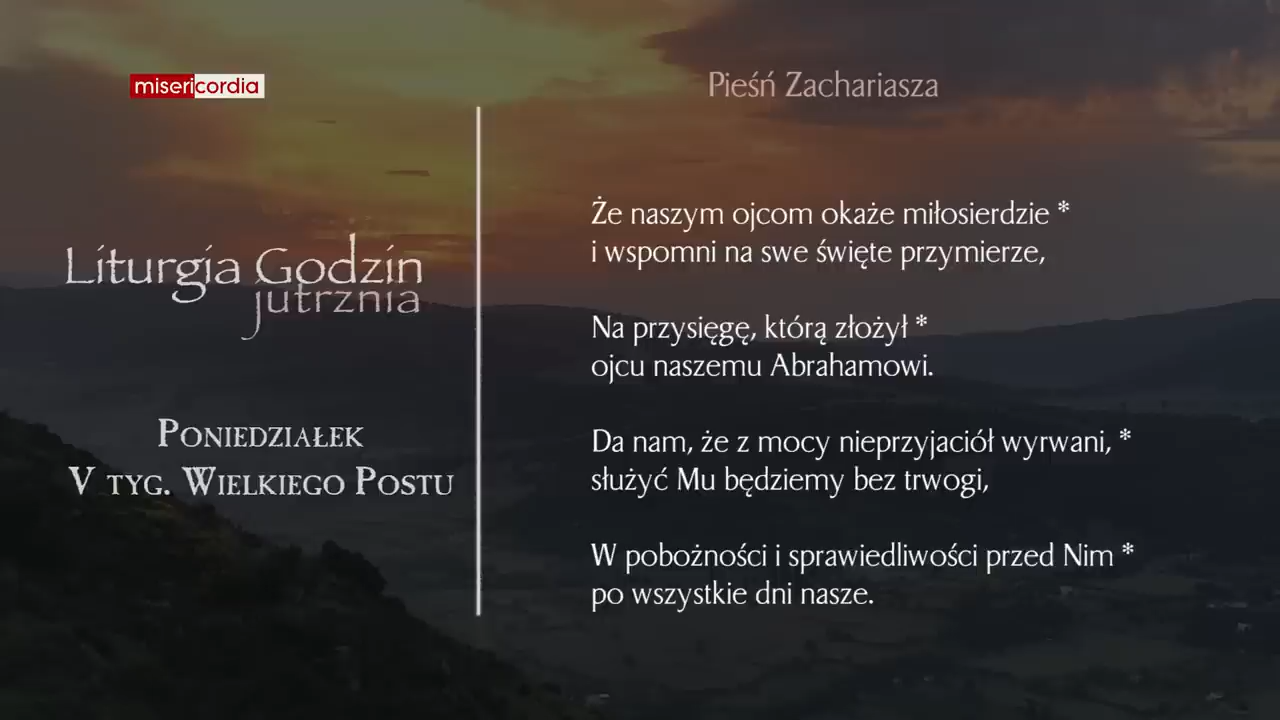 misericordia
Liturgia Godzin
jutrznia
Poniedziałek
V tyg. Wielkiego Postu
Pieśń Zachariasza
Że naszym ojcom okaże miłosierdzie *
i wspomni na swe święte przymierze,
Na przysięgę, którą złożył *
ojcu naszemu Abrahamowi.
Da nam, że z mocy nieprzyjaciół wyrwani, *
służyć Mu będziemy bez trwogi,
W pobożności i sprawiedliwości przed Nim *
po wszystkie dni nasze.